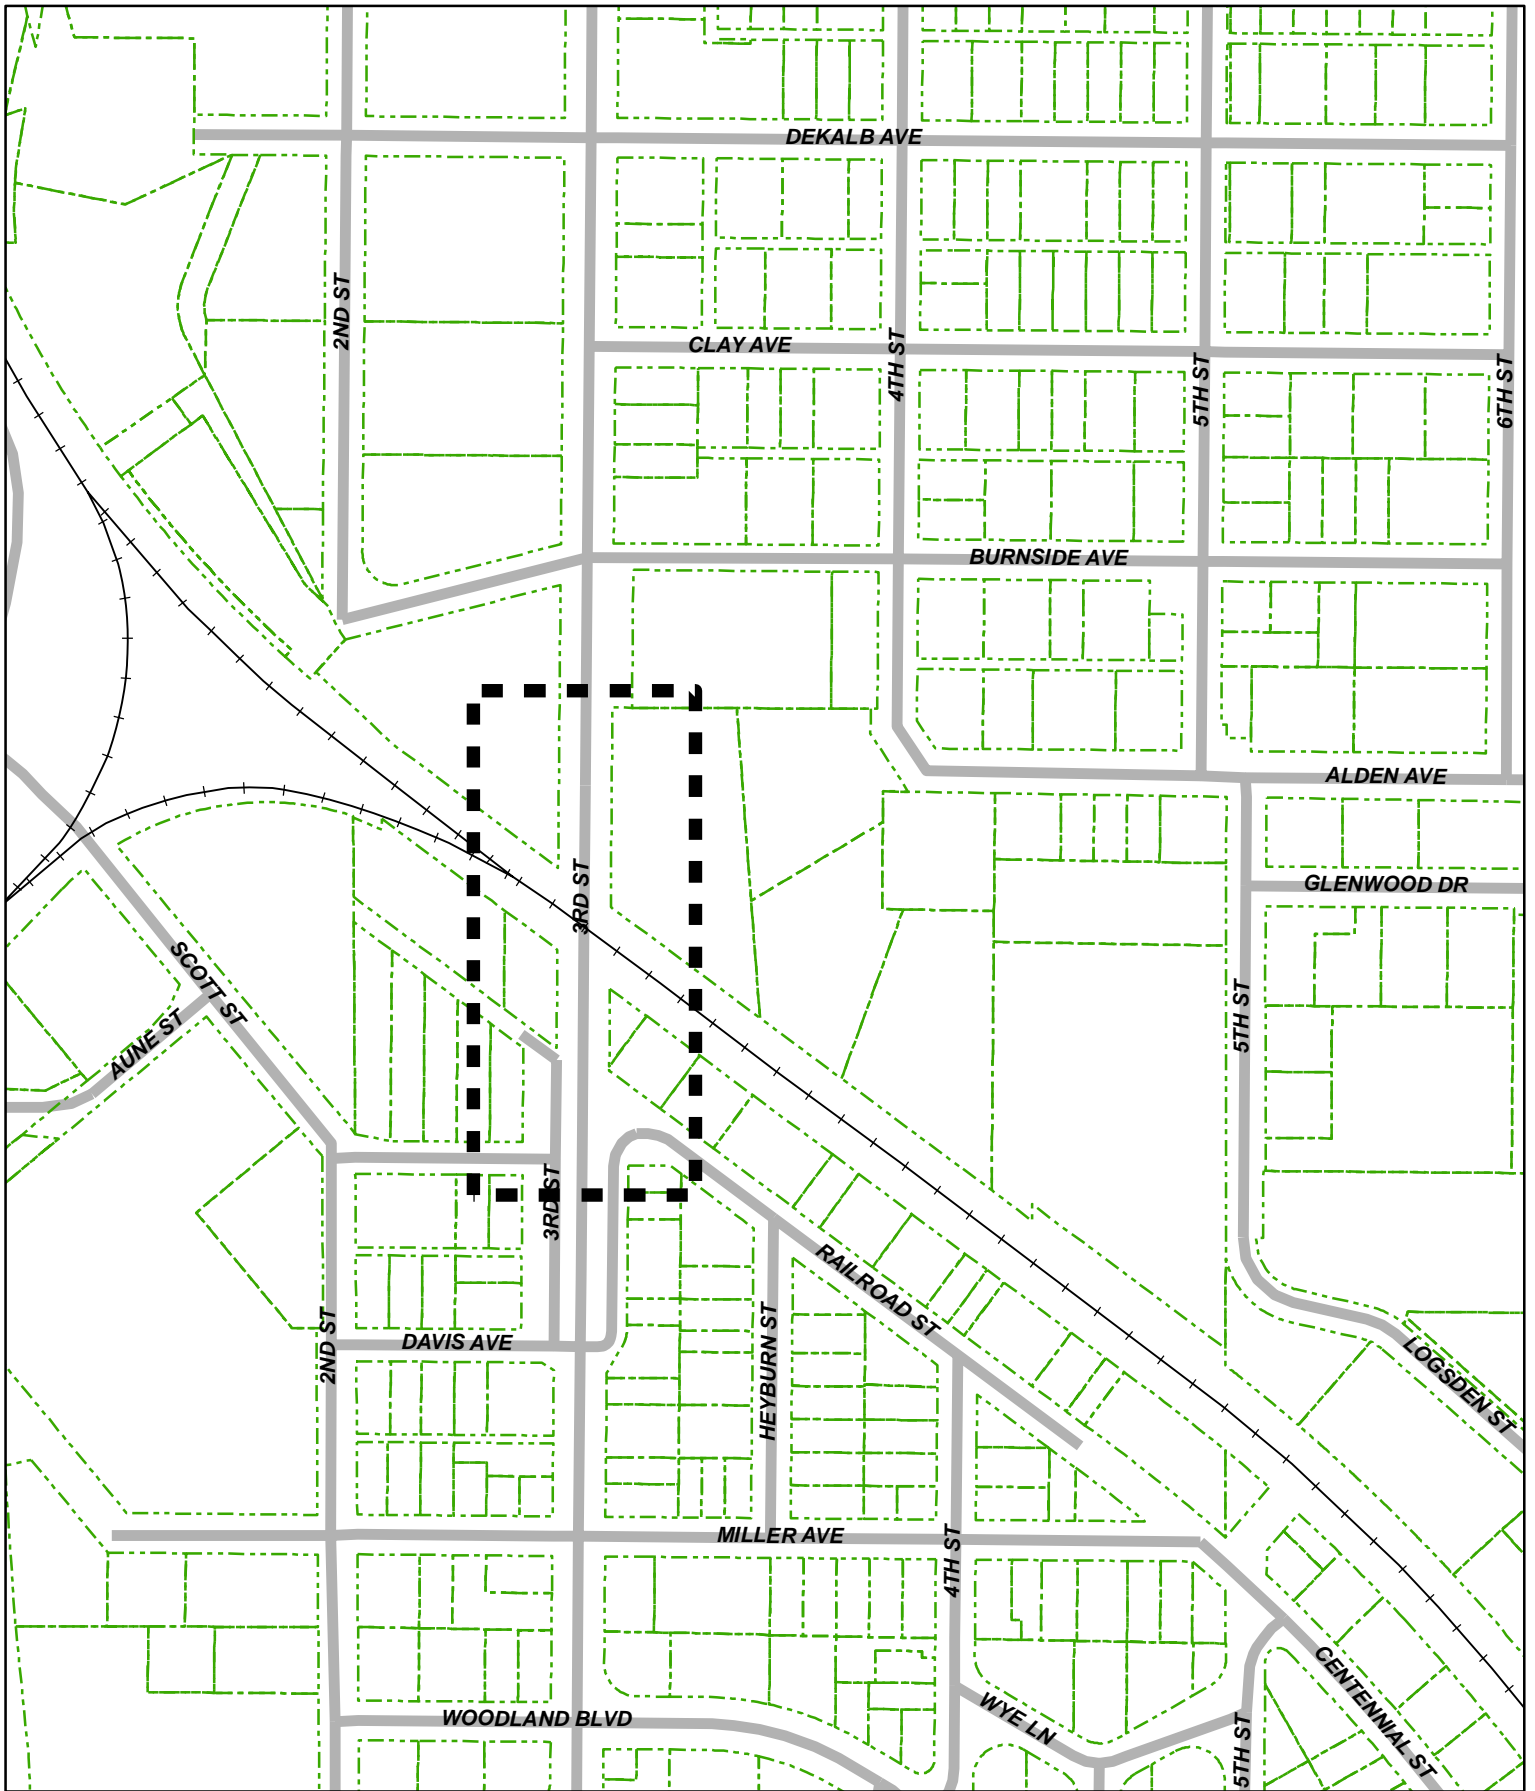 DEKALB AVE
2ND ST
CLAY AVE
4TH ST
5TH ST
6TH ST
BURNSIDE AVE
ALDEN AVE
3RD ST
GLENWOOD DR
SCOTT ST
AUNE ST
5TH ST
3RD ST
RAILROAD ST
2ND ST
DAVIS AVE
HEYBURN ST
LOGSDEN ST
MILLER AVE
4TH ST
WOODLAND BLVD
WYE LN
CENTENNIAL ST
5TH ST